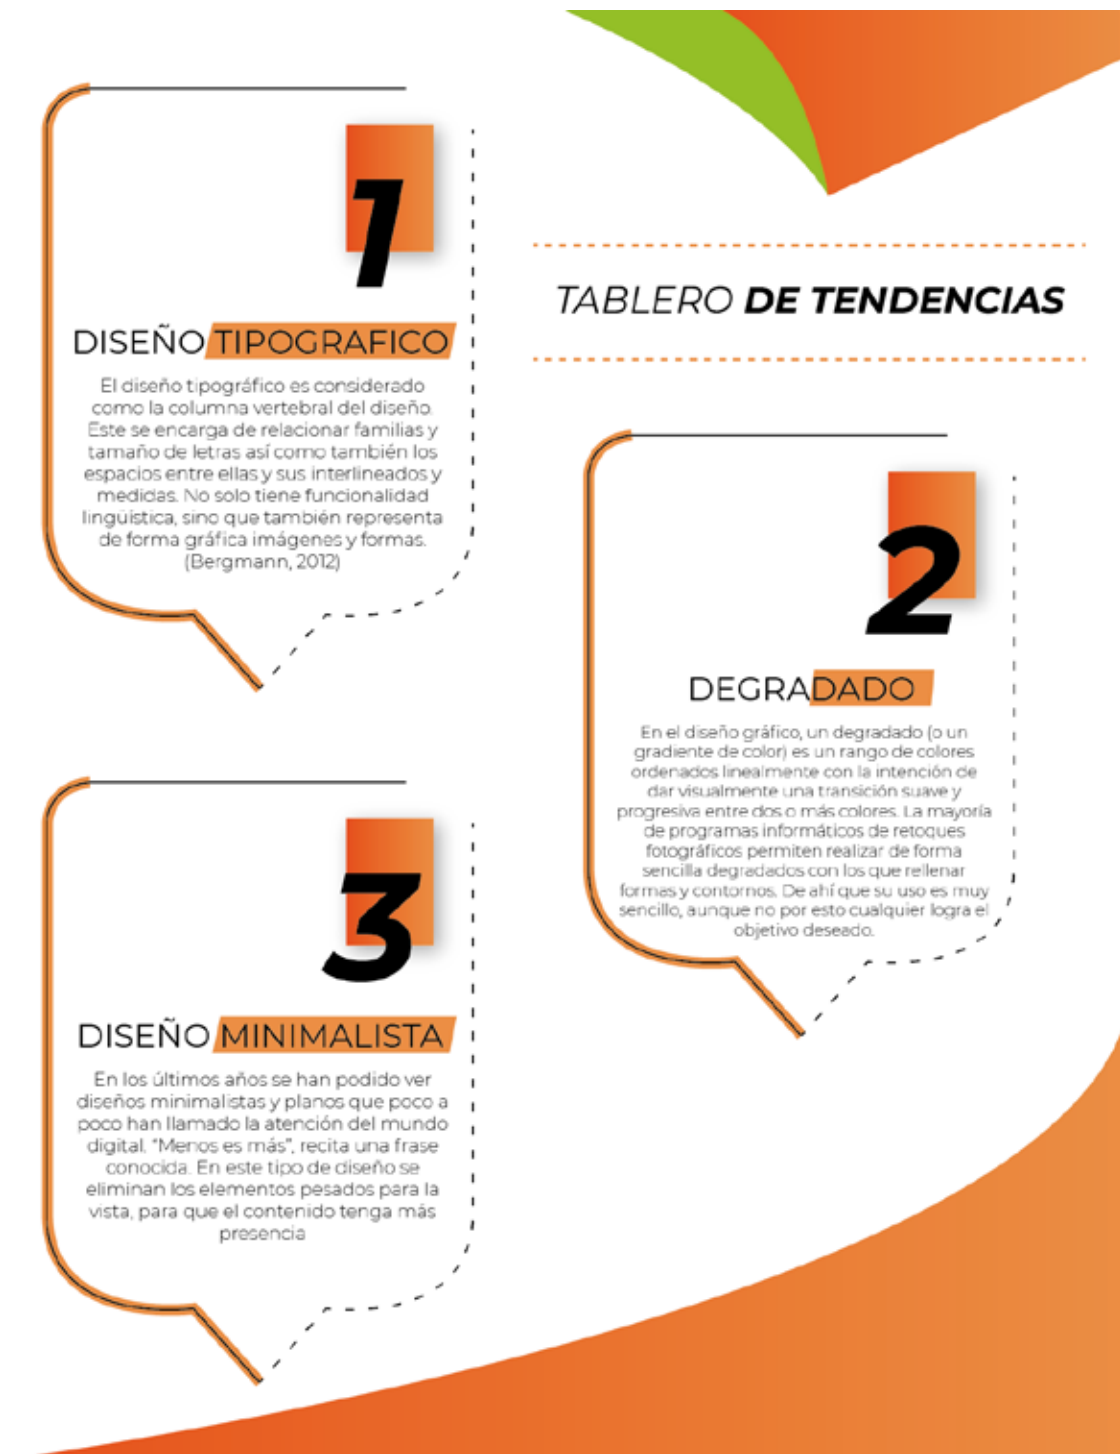 TABLERO DE TENDENCIAS
1
DISEÑO TIPOGRAFICO
El diseño tipográfico es considerado
como la columna vertebral del diseño.
Este se encarga de relacionar familias y
tamaño de letras así como también los
espacios entre ellas y sus interlineados y
medidas. No solo tiene funcionalidad
lingüística, sino que también representa
de forma gráfica imágenes y formas.
(Bergmann, 2012)
2
DEGRADADO
En el diseño gráfico, un degradado (o un
gradiente de color) es un rango de colores
ordenados linealmente con la intención de
dar visualmente una transición suave y
progresiva entre dos o más colores. La mayoría
de programas informáticos de retoques
fotográficos permiten realizar de forma
sencilla degradados con los que rellenar
formas y contornos. De ahí que su uso es muy
sencillo, aunque no por esto cualquier logra el
objetivo deseado.
3
DISEÑO MINIMALISTA
En los últimos años se han podido ver
diseños minimalistas y planos que poco a
poco han llamado la atención del mundo
digital. "Menos es más", recita una frase
conocida. En este tipo de diseño se
eliminan los elementos pesados para la
vista, para que el contenido tenga más
presencia